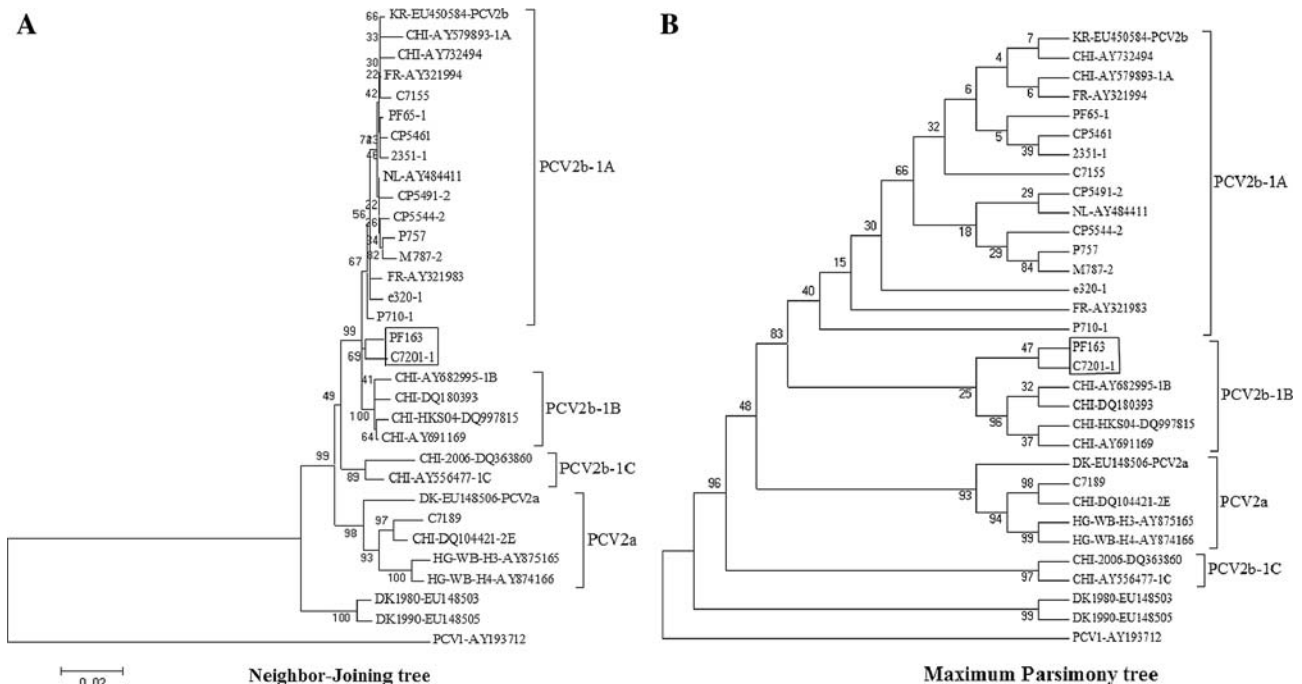 A
66
KR-EU450584-PCV2b
33
CHI-AY579893-1A
30
CHI-AY732494
22
FR-AY321994
42
C7155
PF65-1
CP5461
46
2351-1
NL-AY484411
CP5491-2
22
CP5544-2
56
26
P757
34
M787-2
82
FR-AY321983
67
e320-1
P710-1
99
PF163
69
C7201-1
41
CHI-AY682995-1B
CHI-DQ180393
49
CHI-HKS04-DQ997815
100
64
CHI-AY691169
99
CHI-2006-DQ363860
89
CHI-AY556477-1C
DK-EU148506-PCV2a
98
97
C7189
CHI-DQ104421-2E
93
HG-WB-H3-AY875165
100
HG-WB-H4-AY874166
DK1980-EU148503
100
DK1990-EU148505
PCV1-AY193712
PCV2b-1A
PCV2b-1B
PCV2b-1C
PCV2a
0.02
Neighbor-Joining tree
B
7
KR-EU450584-PCV2b
4
CHI-AY732494
6
CHI-AY579893-1A
6
FR-AY321994
32
PF65-1
5
CP5461
39
2351-1
66
C7155
29
CP5491-2
NL-AY484411
30
18
CP5544-2
29
P757
84
M787-2
15
e320-1
40
FR-AY321983
83
P710-1
47
PF163
C7201-1
25
32
CHI-AY682995-1B
CHI-DQ180393
48
96
CHI-HKS04-DQ997815
37
CHI-AY691169
DK-EU148506-PCV2a
93
98
C7189
96
CHI-DQ104421-2E
94
HG-WB-H3-AY875165
99
HG-WB-H4-AY874166
CHI-2006-DQ363860
97
CHI-AY556477-1C
DK1980-EU148503
99
DK1990-EU148505
PCV1-AY193712
PCV2b-1A
PCV2b-1B
PCV2a
PCV2b-1C
Maximum Parsimony tree